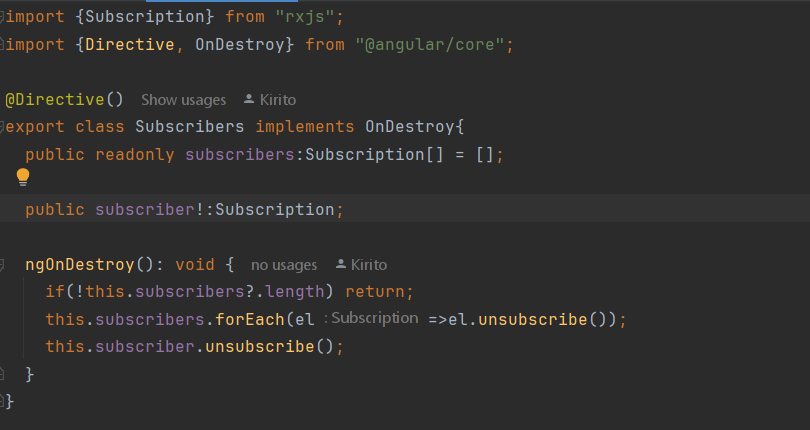 import {Subscription} from "rxjs";
import {Directive, OnDestroy} from "@angular/core";
@Directive() Show usages Kirito
export class Subscribers implements OnDestroy{
public readonly subscribers:Subscription[] = [];
public subscriber!:Subscription;
ngOnDestroy(): void { no usages Kirito
if(!this.subscribers?.length) return;
this.subscribers.forEach(el : Subscription =>el.unsubscribe());
this.subscriber.unsubscribe();
}
}